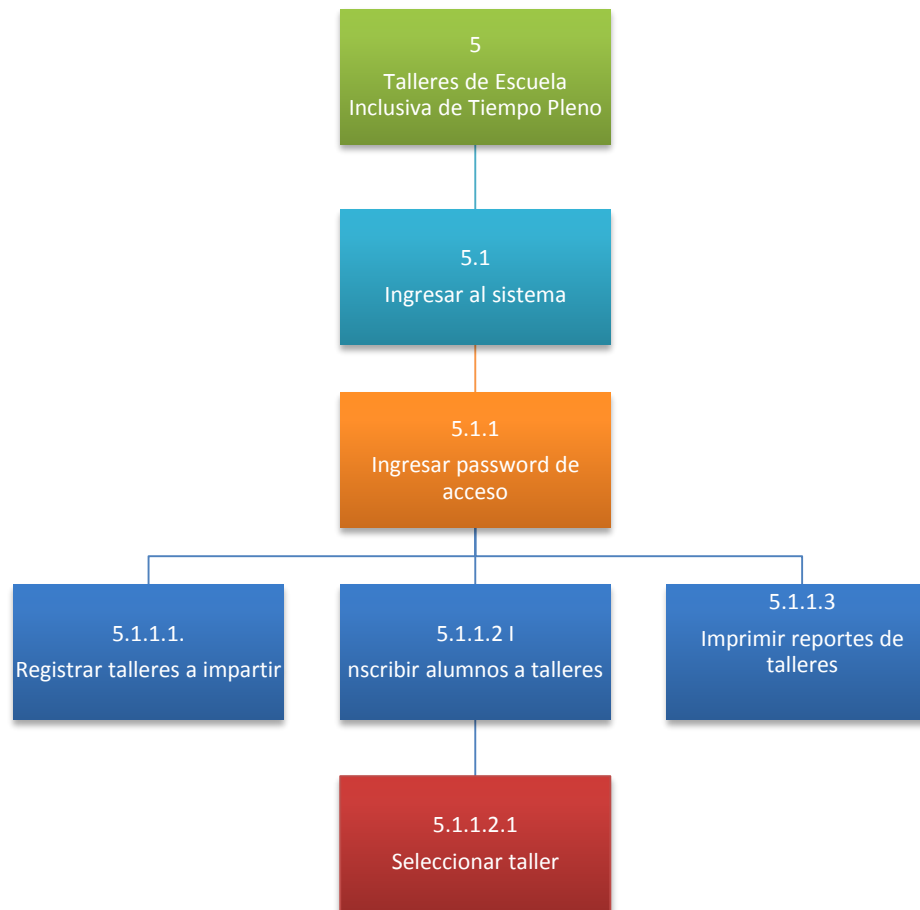 5
Talleres de Escuela
Inclusiva de Tiempo Pleno
5.1
Ingresar al sistema
5.1.1
Ingresar password de
acceso
5.1.1.1.
Registrar talleres a impartir
5.1.1.2 I
nscribir alumnos a talleres
5.1.1.3
Imprimir reportes de
talleres
5.1.1.2.1
Seleccionar taller